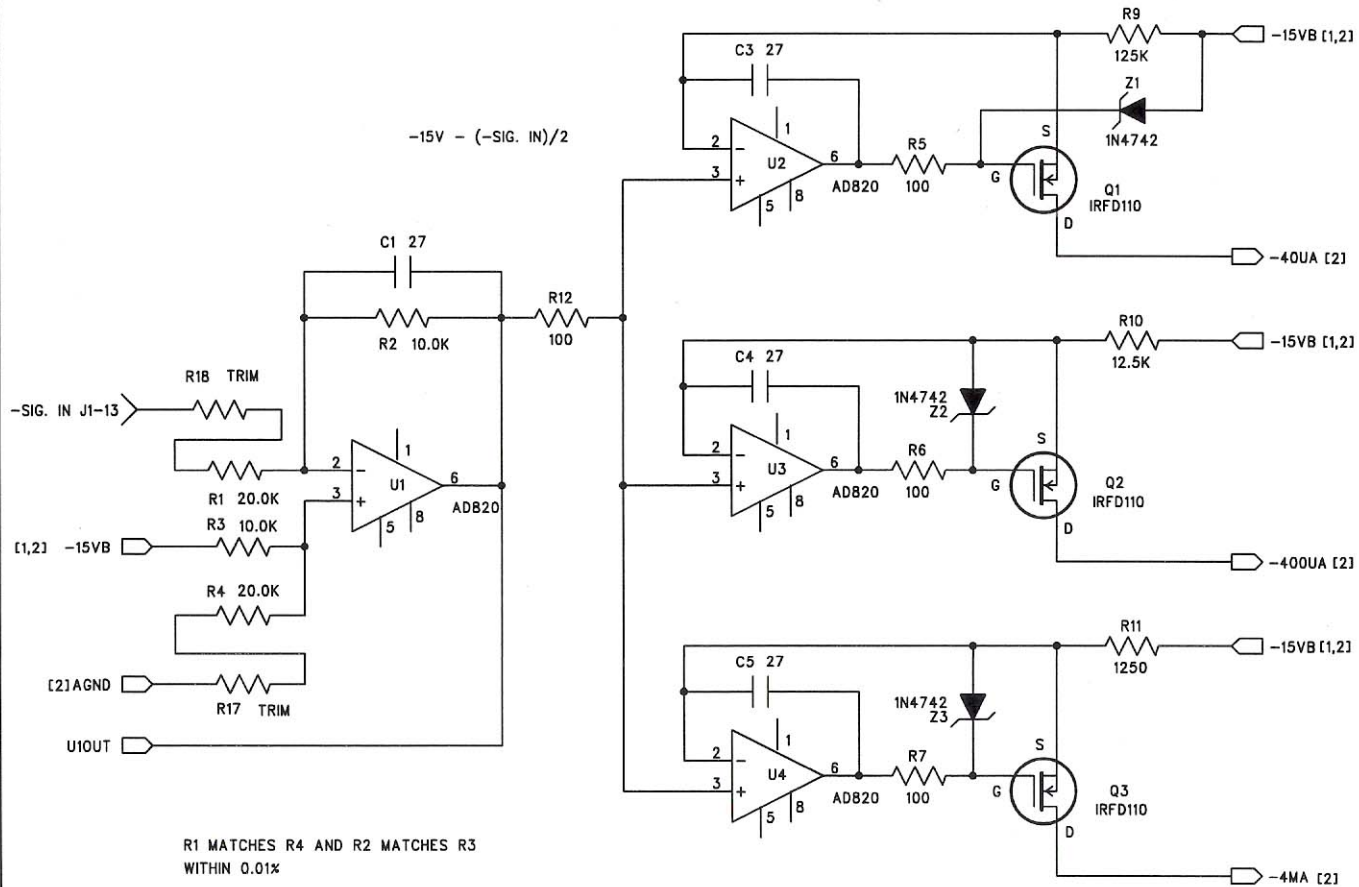 R9
-15VB [1,2]
125K
C3 27
Z1
1N4742
-15V - (-SIG. IN)/2
1
2
-
U2
6
3
+
8
5
AD820
R5
100
S
G
D
Q1
IRFD110
-40UA [2]
C1 27
R2 10.0K
R12
100
R18 TRIM
-SIG. IN J1-13
R1 20.0K
1
2
-
U1
6
3
+
8
5
AD820
R3
10.0K
[1,2] -15VB
R4 20.0K
[2]AGND
R17 TRIM
U1OUT
R10
-15VB [1,2]
12.5K
C4 27
1N4742
Z2
1
2
-
U3
6
3
+
8
5
AD820
R6
100
S
G
D
Q2
IRFD110
-400UA [2]
R11
-15VB[1,2]
1250
C5 27
1N4742
Z3
1
2
-
U4
6
3
+
8
5
AD820
R7
100
S
G
D
Q3
IRFD110
-4MA [2]
R1 MATCHES R4 AND R2 MATCHES R3
WITHIN 0.01%